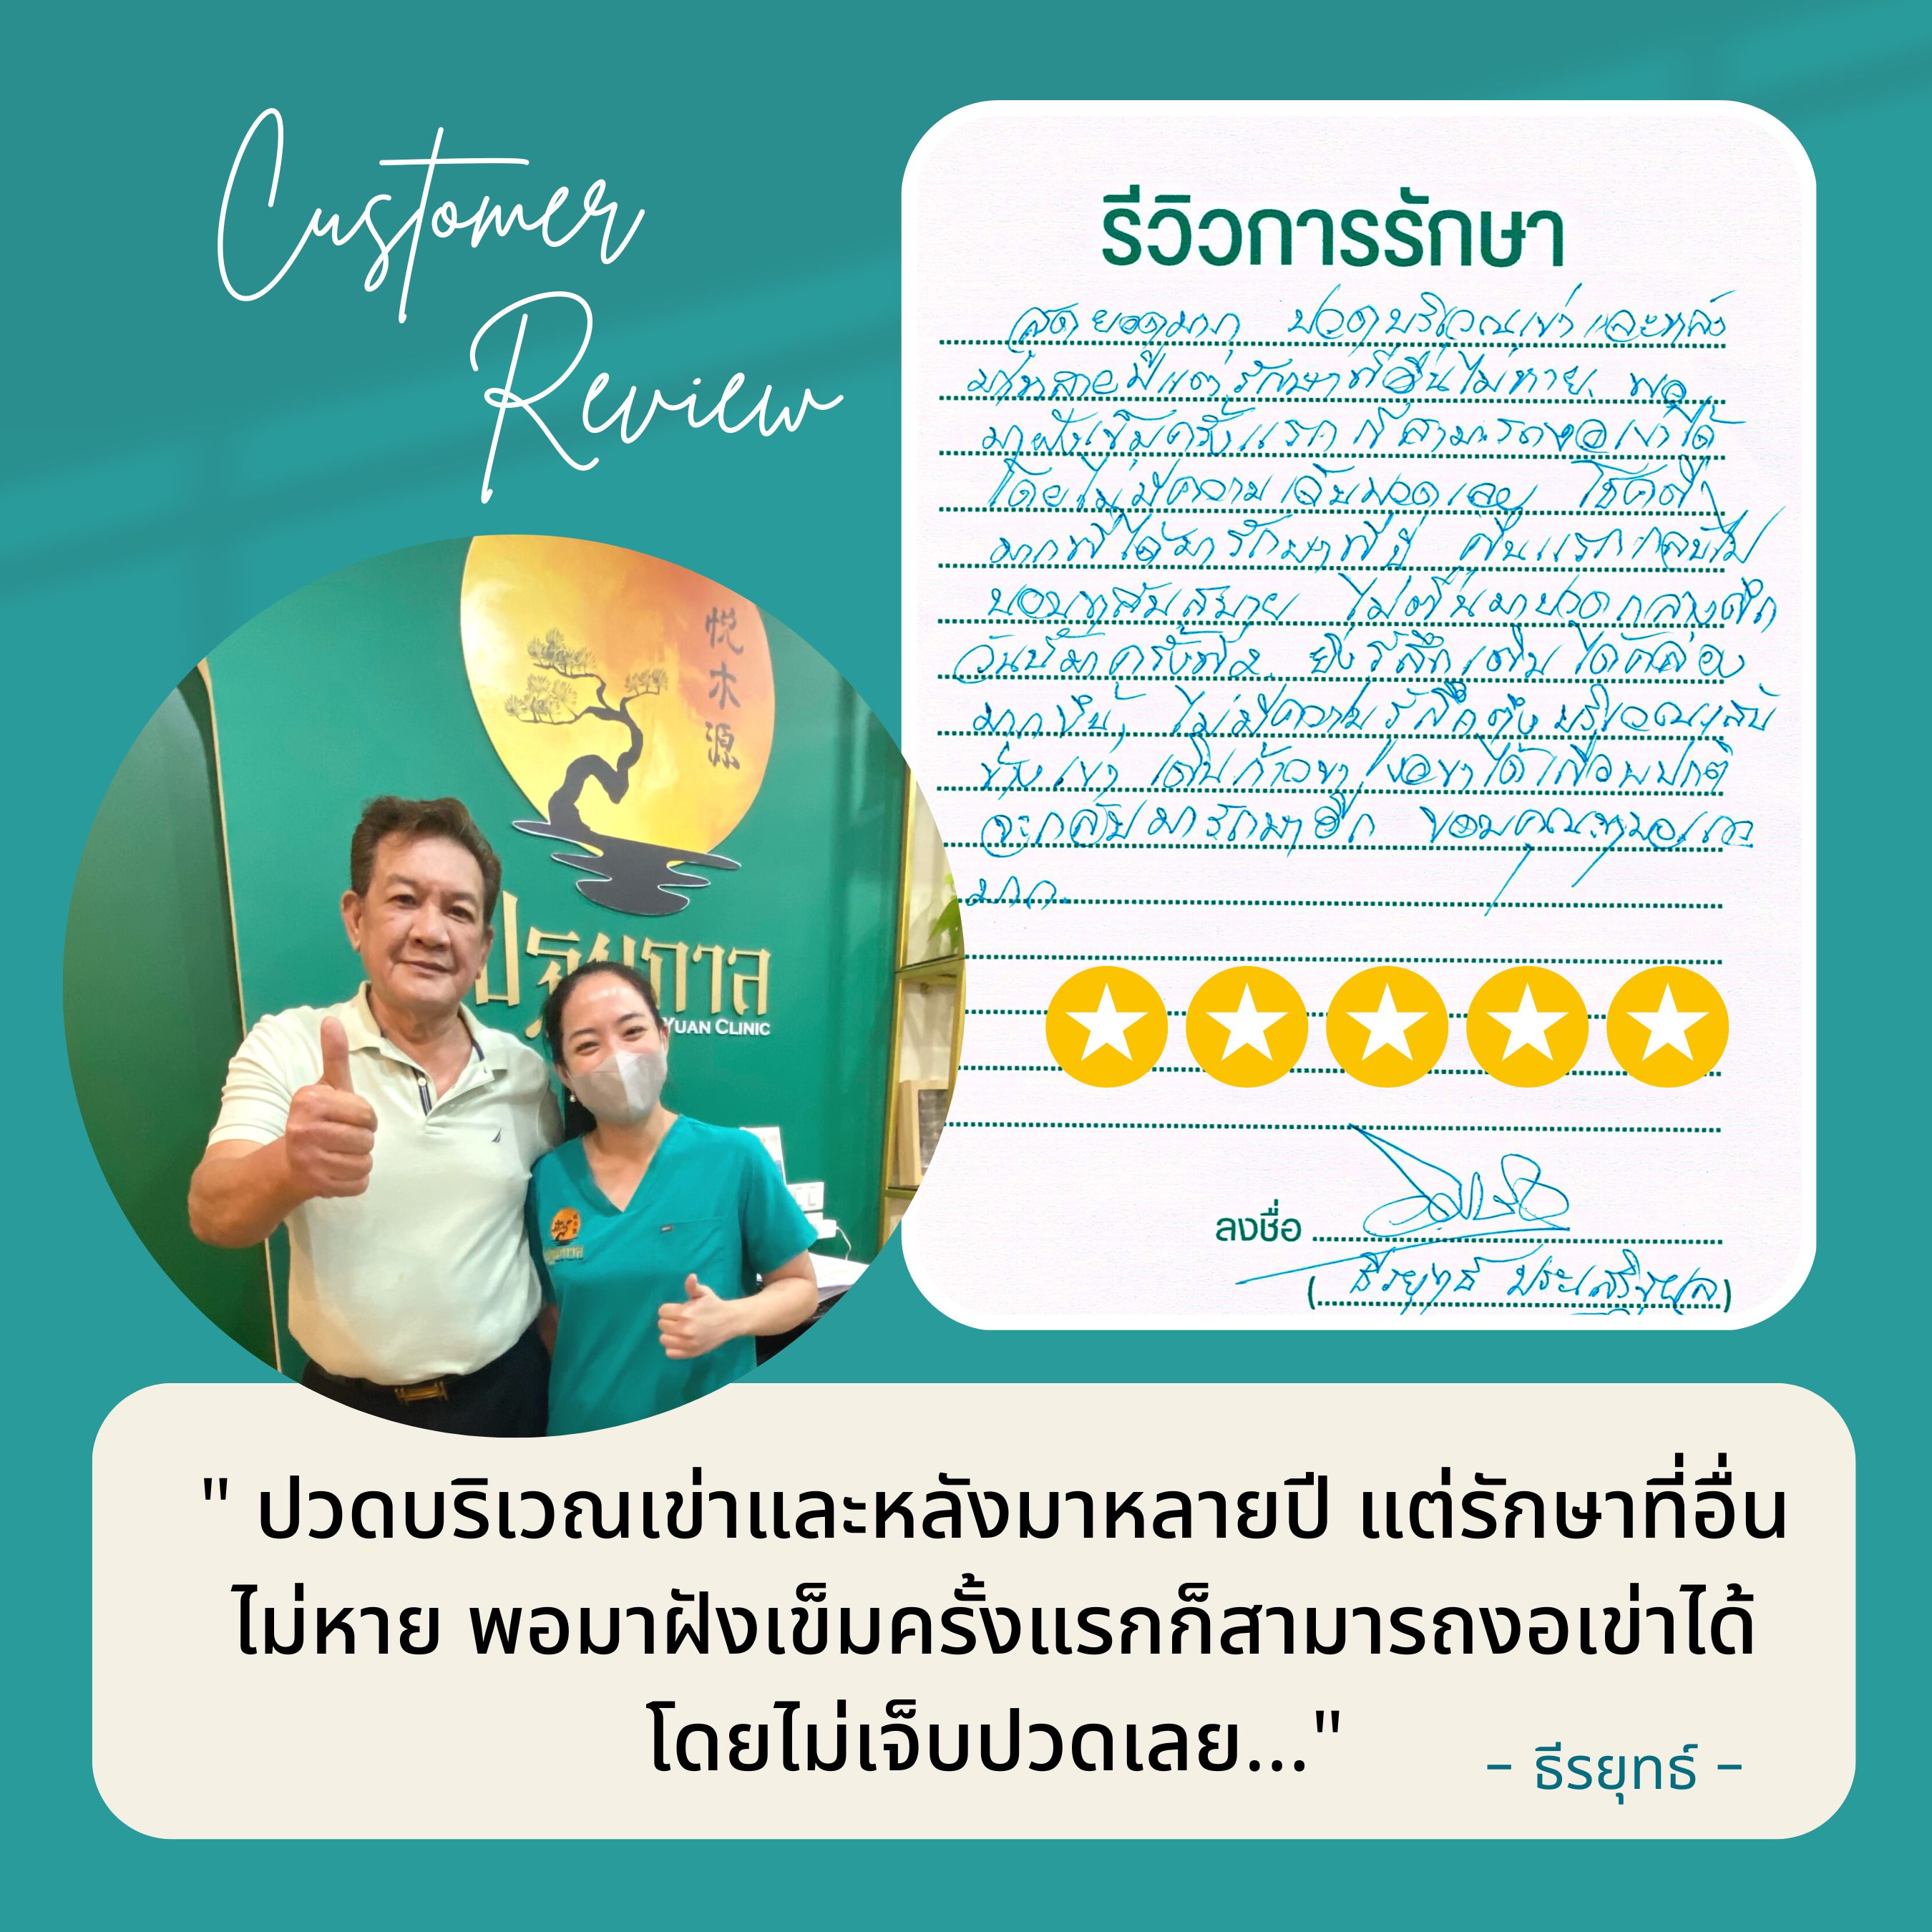 Customer
Review
รีวิวการรักษา
สุดยอดมาก ปวดบริเวณเข่าและหลัง
มาหลายปีแต่รักษาที่อื่นไม่หาย พอ
มาฝังเข็มครั้งแรกก็สามารถงอเข่าได้
โดยไม่มีความเจ็บปวดเลย โชคดี
มากที่ได้มารักษาที่นี่ คืนแรกกลับไป
นอนหลับสบาย ไม่ตื่นมาปวดกลางดึก
วันนี้มาครั้งที่ 2 ยิ่งรู้สึกเดินได้คล่อง
มากขึ้น ไม่มีความรู้สึกตึงบริเวณเส้น
ข้างเข่า เดินก้าวขา งอขาได้เกือบปกติ
จะกลับมารักษาอีก ขอบคุณหมอแวว
มาก
ลงชื่อ
(ธีรยุทธ์)
悦木源
ปฐมกาล
YUAN CLINIC
" ปวดบริเวณเข่าและหลังมาหลายปี แต่รักษาที่อื่น
ไม่หาย พอมาฝังเข็มครั้งแรกก็สามารถงอเข่าได้
โดยไม่เจ็บปวดเลย..."
– ธีรยุทธ์ –